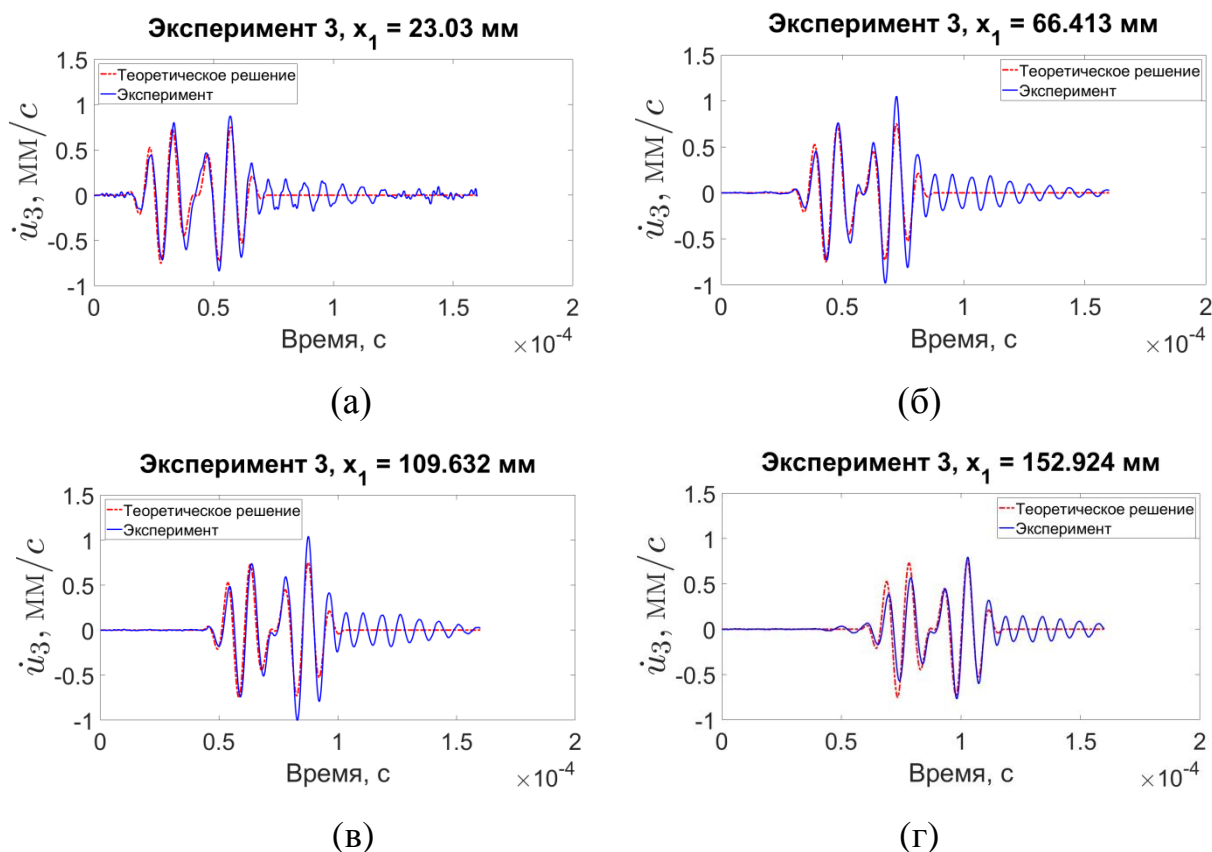 Эксперимент 3, x₁ = 23.03 мм
1.5
1
0.5
0
-0.5
-1
u̇₃, мм/с
Теоретическое решение
Эксперимент
0 0.5 1 1.5 2
Время, с
×10⁻⁴
(а)
Эксперимент 3, x₁ = 66.413 мм
1.5
1
0.5
0
-0.5
-1
u̇₃, мм/с
Теоретическое решение
Эксперимент
0 0.5 1 1.5 2
Время, с
×10⁻⁴
(б)
Эксперимент 3, x₁ = 109.632 мм
1.5
1
0.5
0
-0.5
-1
u̇₃, мм/с
Теоретическое решение
Эксперимент
0 0.5 1 1.5 2
Время, с
×10⁻⁴
(в)
Эксперимент 3, x₁ = 152.924 мм
1.5
1
0.5
0
-0.5
-1
u̇₃, мм/с
Теоретическое решение
Эксперимент
0 0.5 1 1.5 2
Время, с
×10⁻⁴
(г)